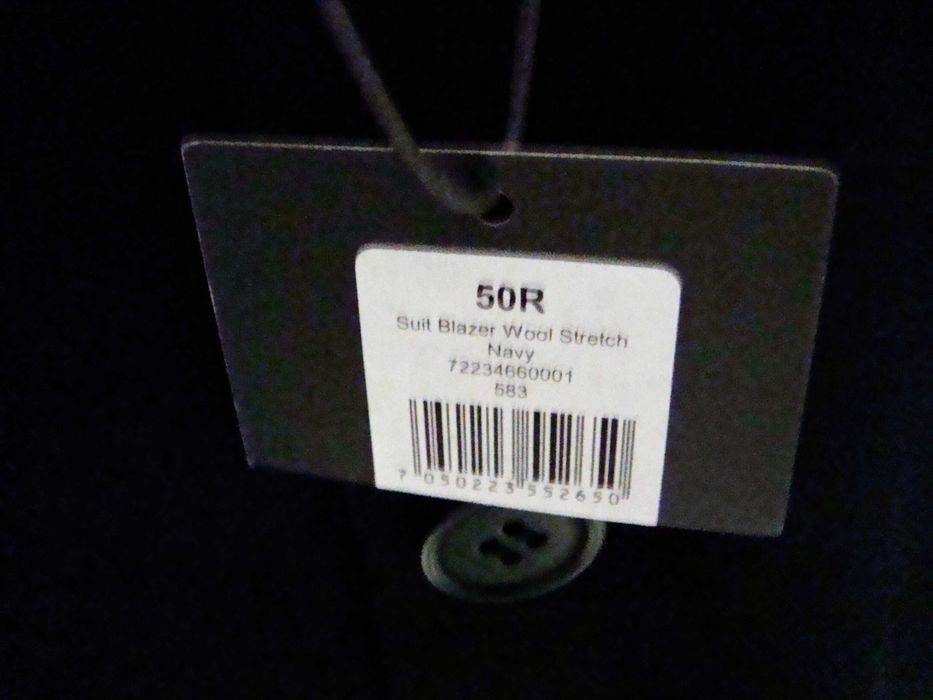 50R
Suit Blazer Wool Stretch
Navy
72234660001
583
7 050223 552650